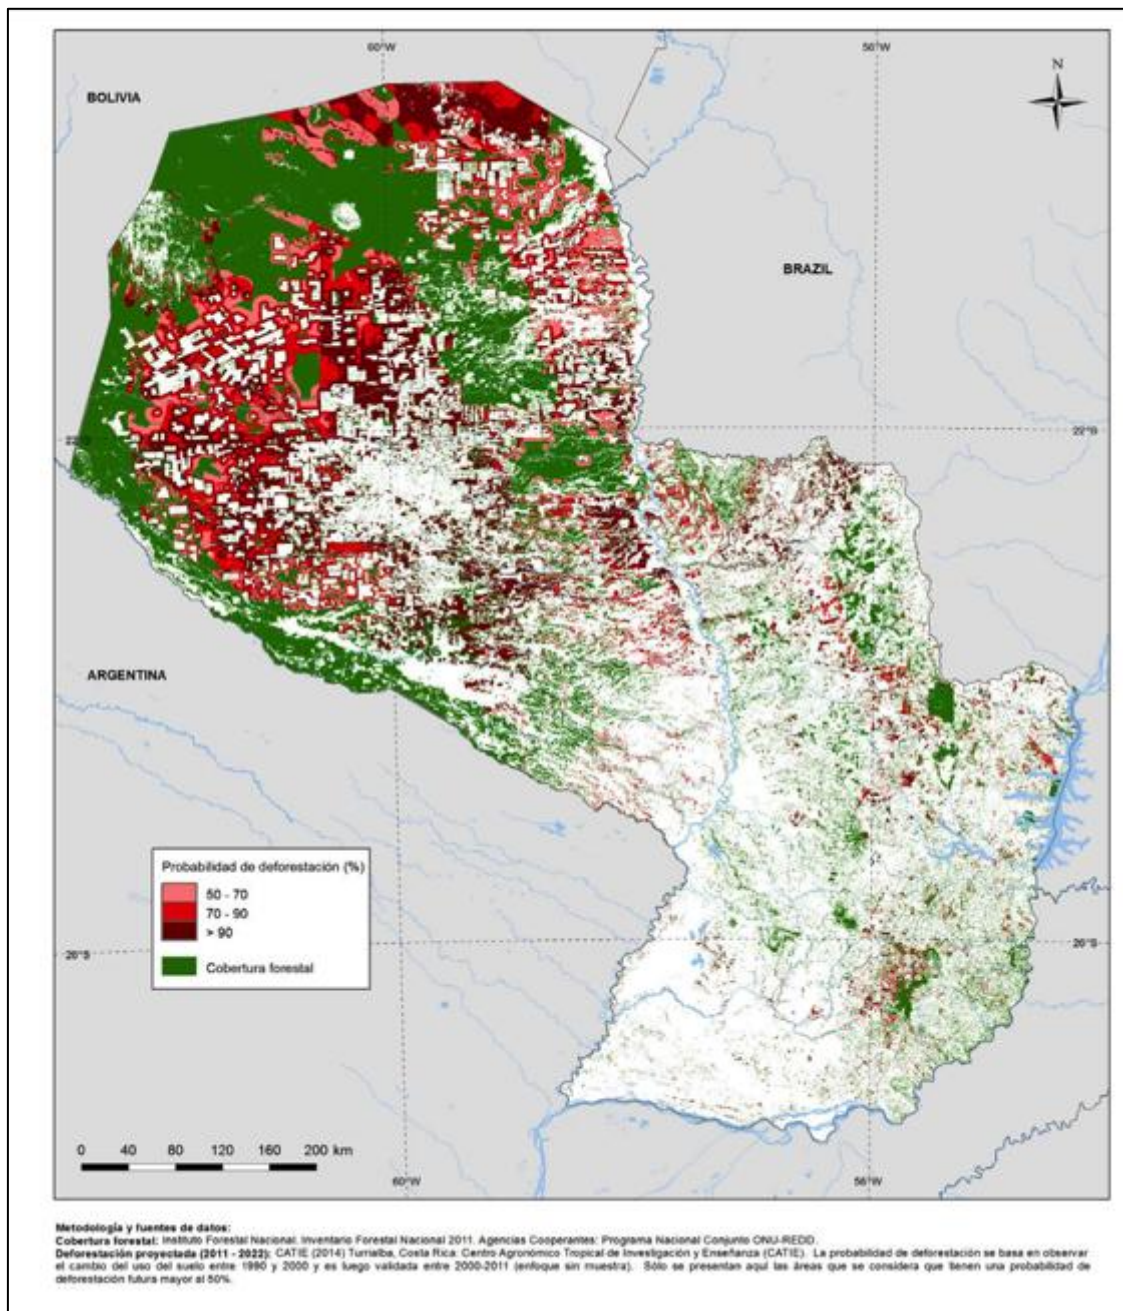 60°W 56°W
N
BOLIVIA
BRAZIL
22°S 22°S
ARGENTINA
Probabilidad de deforestación (%)
50 - 70
70 - 90
> 90
Cobertura forestal
26°S 26°S
0 40 80 120 160 200 km
60°W 56°W
Metodología y fuentes de datos:
Cobertura forestal: Instituto Forestal Nacional. Inventario Forestal Nacional 2011. Agencias Cooperantes: Programa Nacional Conjunto ONU-REDD.
Deforestación proyectada (2011 - 2022): CATIE (2014) Turrialba, Costa Rica: Centro Agronómico Tropical de Investigación y Enseñanza (CATIE). La probabilidad de deforestación se basa en observar
el cambio del uso del suelo entre 1990 y 2000 y es luego validada entre 2000-2011 (enfoque sin muestra). Sólo se presentan aquí las áreas que se considera que tienen una probabilidad de
deforestación futura mayor al 50%.